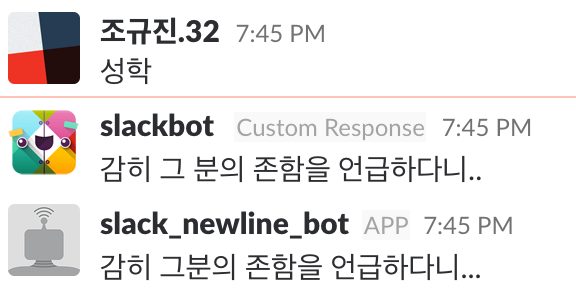 조규진.32 7:45 PM
성학
slackbot Custom Response 7:45 PM
감히 그 분의 존함을 언급하다니..
slack_newline_bot APP 7:45 PM
감히 그분의 존함을 언급하다니...